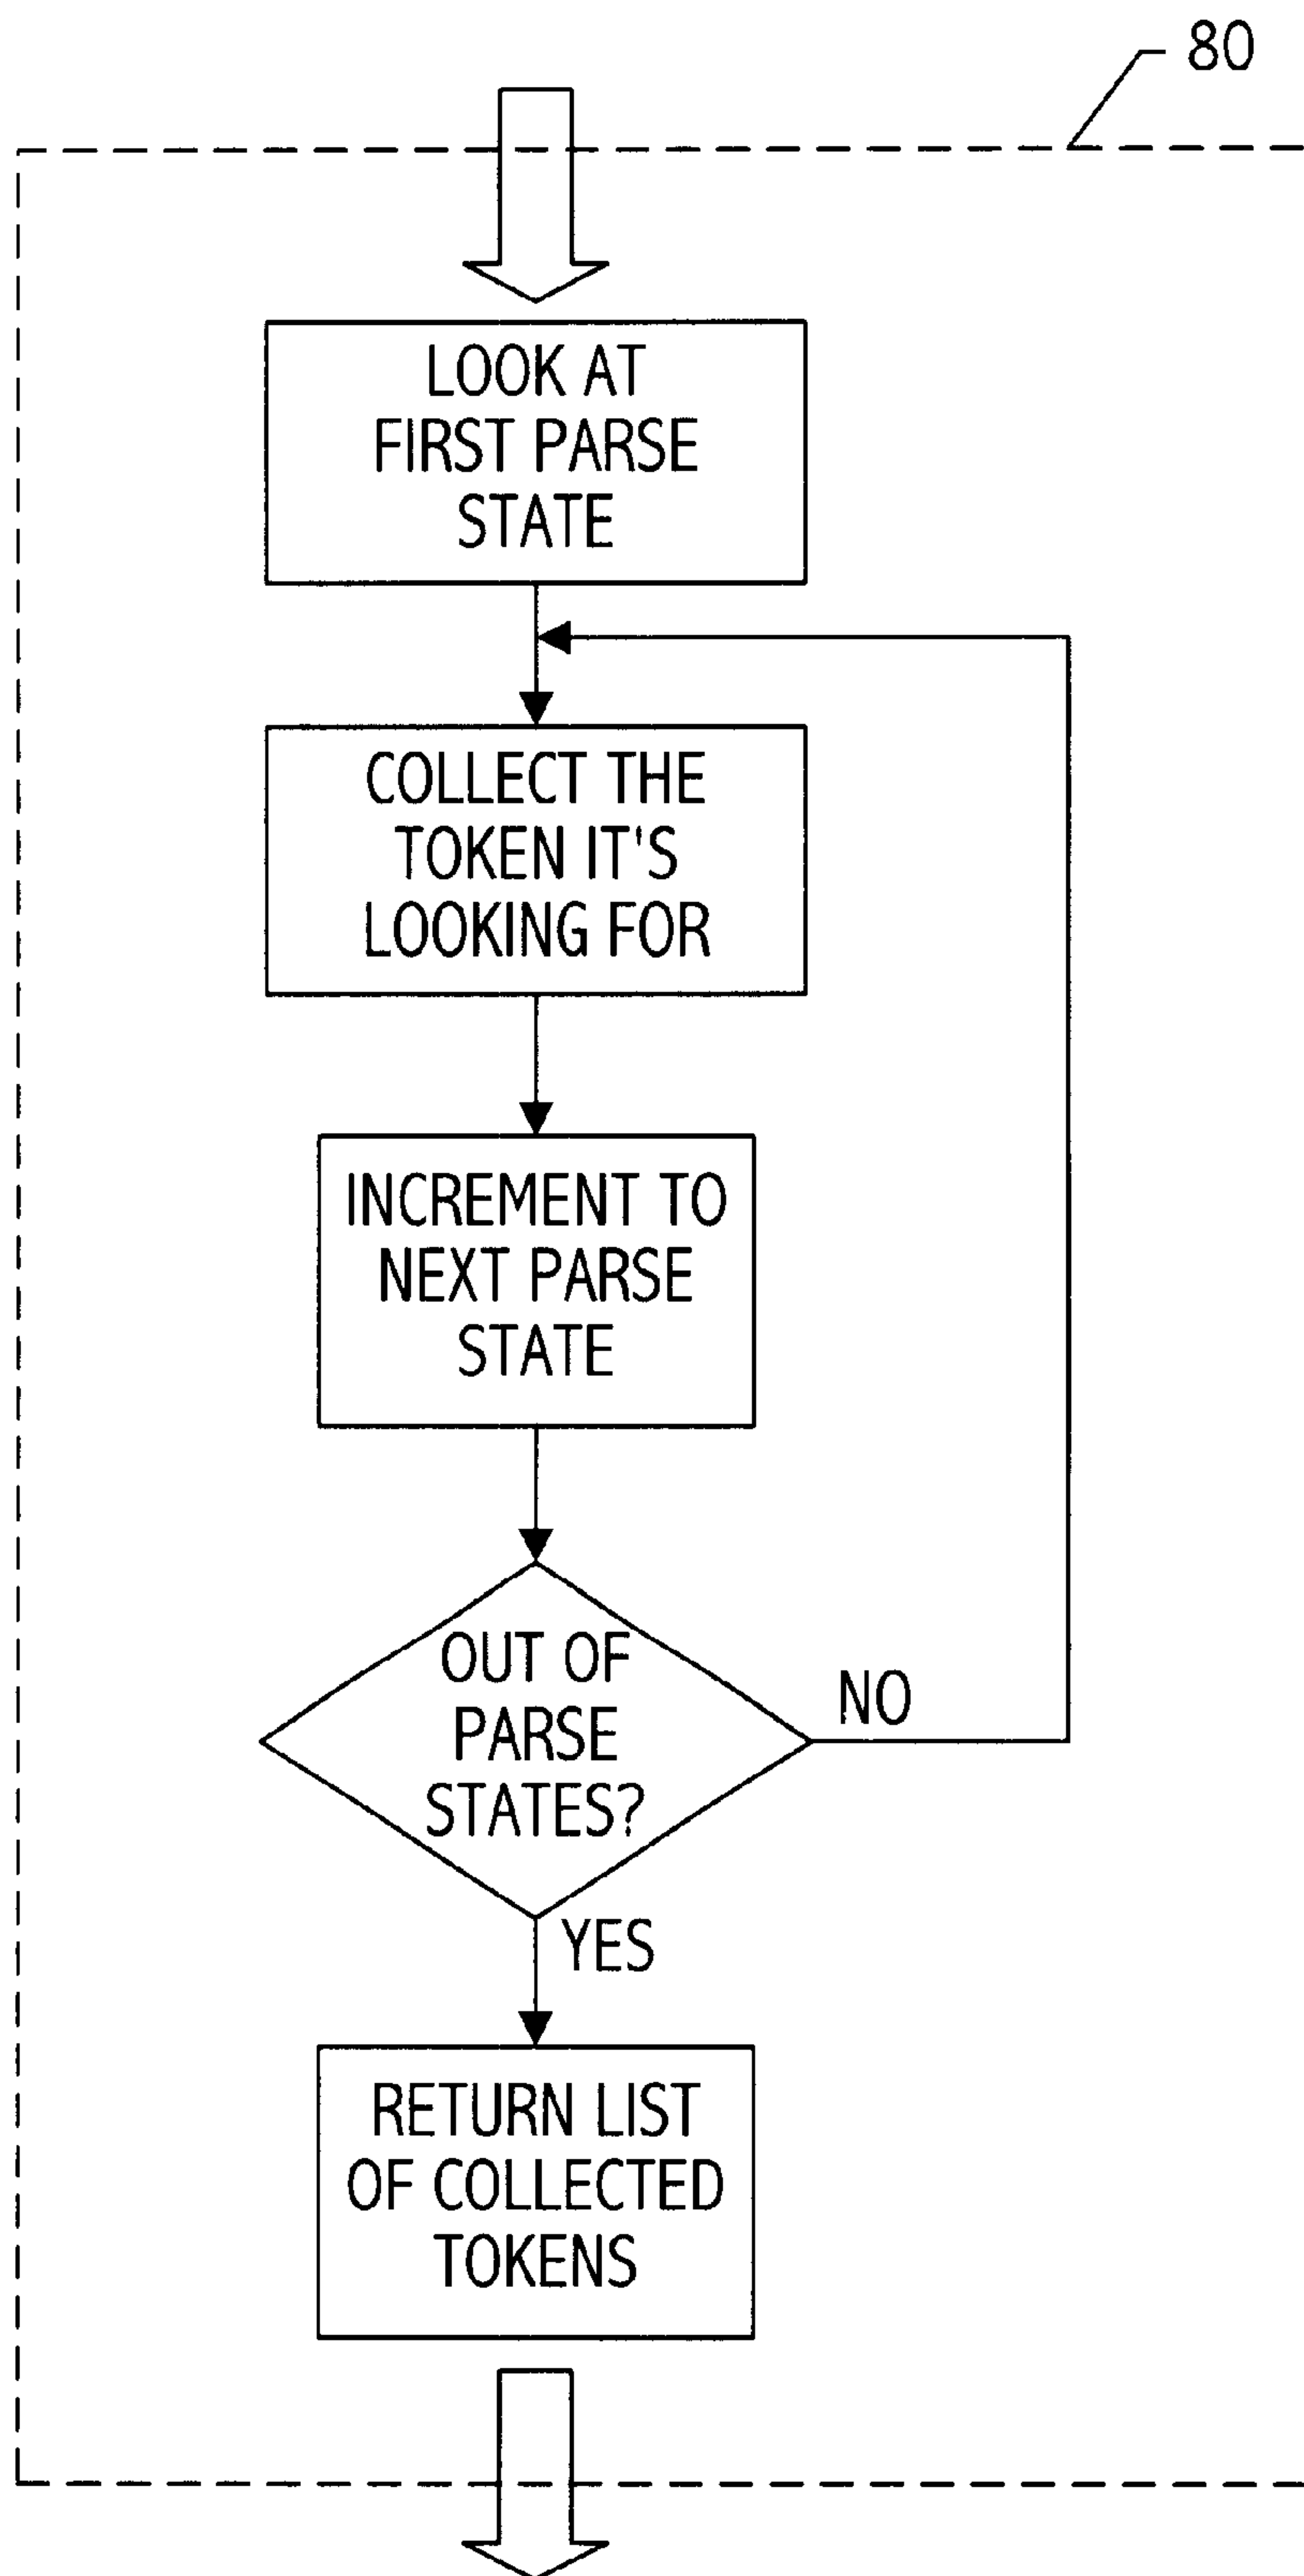 80
LOOK AT
FIRST PARSE
STATE
COLLECT THE
TOKEN IT'S
LOOKING FOR
INCREMENT TO
NEXT PARSE
STATE
OUT OF
PARSE
STATES?
NO
YES
RETURN LIST
OF COLLECTED
TOKENS